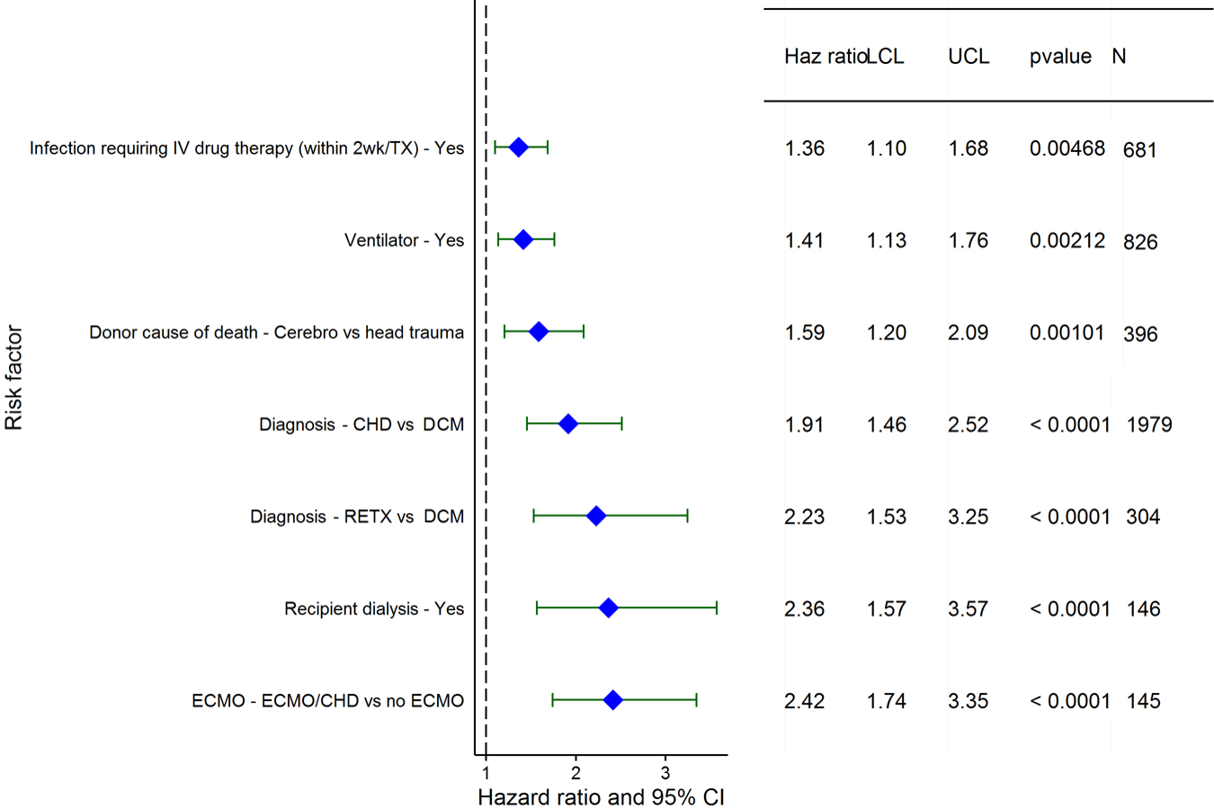 Haz ratioLCL UCL pvalue N
Infection requiring IV drug therapy (within 2wk/TX) - Yes 1.36 1.10 1.68 0.00468 681
Ventilator - Yes 1.41 1.13 1.76 0.00212 826
Donor cause of death - Cerebro vs head trauma 1.59 1.20 2.09 0.00101 396
Risk factor
Diagnosis - CHD vs DCM 1.91 1.46 2.52 < 0.0001 1979
Diagnosis - RETX vs DCM 2.23 1.53 3.25 < 0.0001 304
Recipient dialysis - Yes 2.36 1.57 3.57 < 0.0001 146
ECMO - ECMO/CHD vs no ECMO 2.42 1.74 3.35 < 0.0001 145
1 2 3
Hazard ratio and 95% CI